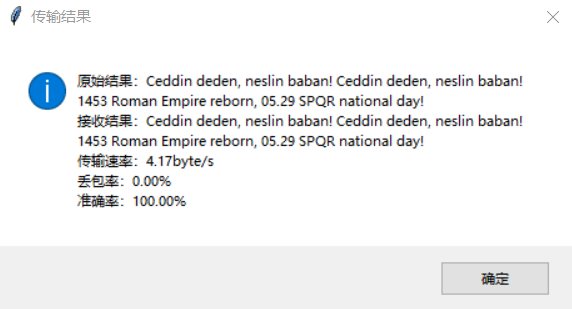 传输结果
原始结果：Ceddin deden, neslin baban! Ceddin deden, neslin baban!
1453 Roman Empire reborn, 05.29 SPQR national day!
接收结果：Ceddin deden, neslin baban! Ceddin deden, neslin baban!
1453 Roman Empire reborn, 05.29 SPQR national day!
传输速率：4.17byte/s
丢包率：0.00%
准确率：100.00%
确定